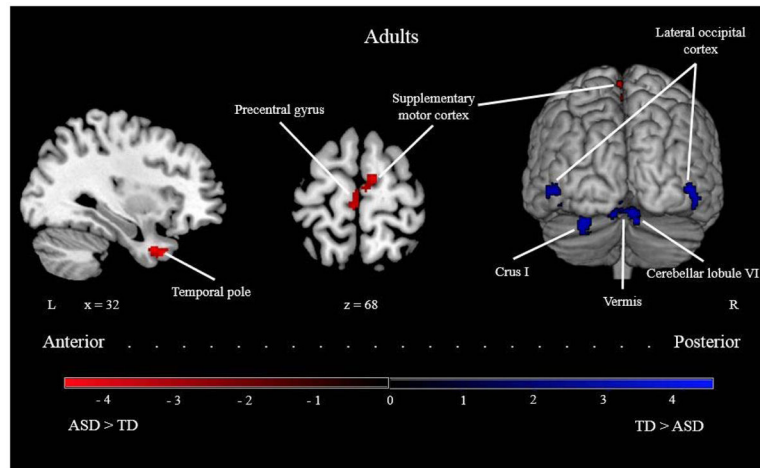 Adults
Lateral occipital
cortex
Precentral gyrus
Supplementary
motor cortex
Temporal pole
Crus I
Cerebellar lobule VI
Vermis
L
x = 32
z = 68
R
Anterior . . . . . . . . . . . . . . . . . . . Posterior
- 4 - 3 - 2 - 1 0 1 2 3 4
ASD > TD
TD > ASD